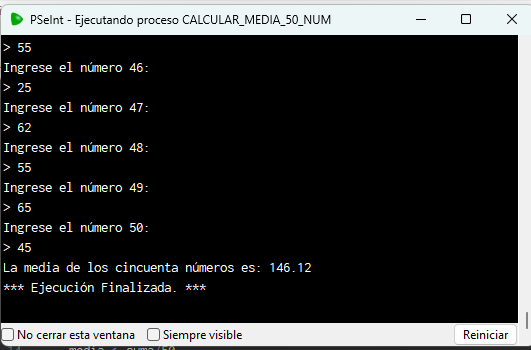 PSeInt - Ejecutando proceso CALCULAR_MEDIA_50_NUM
> 55
Ingrese el número 46:
> 25
Ingrese el número 47:
> 62
Ingrese el número 48:
> 55
Ingrese el número 49:
> 65
Ingrese el número 50:
> 45
La media de los cincuenta números es: 146.12
*** Ejecución Finalizada. ***
No cerrar esta ventana Siempre visible Reiniciar